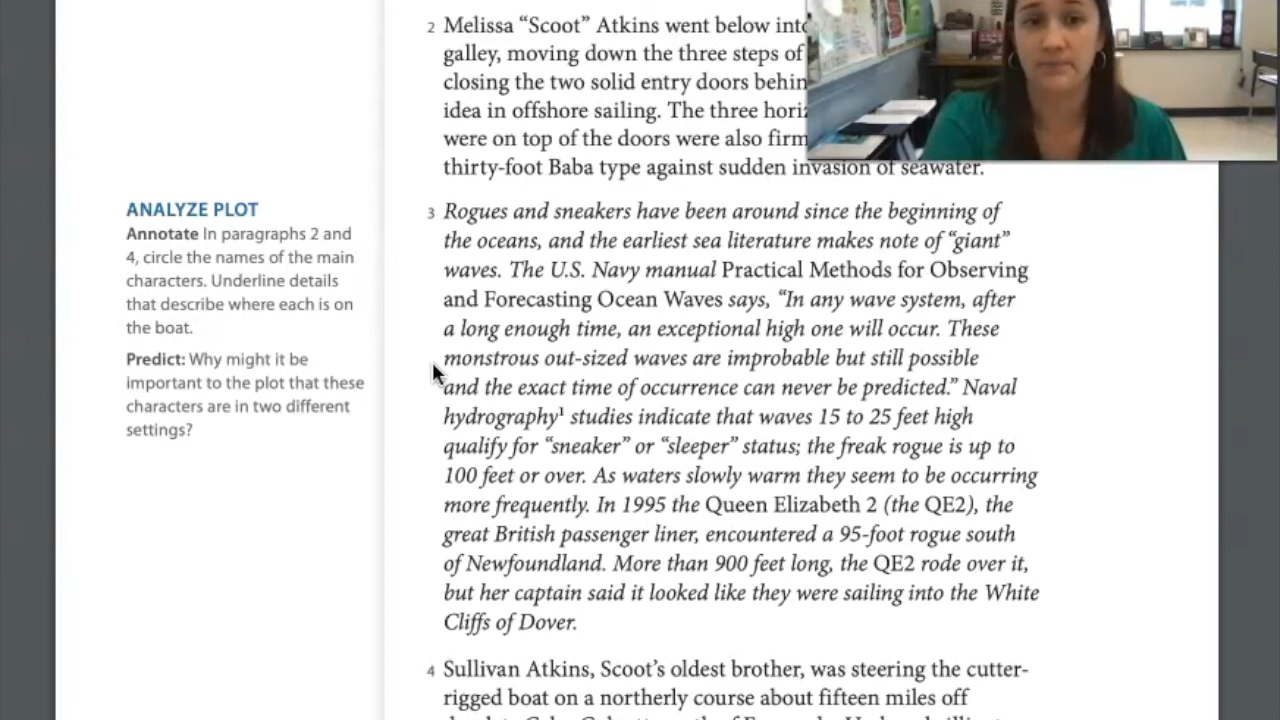 2 Melissa “Scoot” Atkins went below into
galley, moving down the three steps of
closing the two solid entry doors behin
idea in offshore sailing. The three horiz
were on top of the doors were also firm
thirty-foot Baba type against sudden invasion of seawater.
ANALYZE PLOT
Annotate In paragraphs 2 and
4, circle the names of the main
characters. Underline details
that describe where each is on
the boat.
Predict: Why might it be
important to the plot that these
characters are in two different
settings?
3 Rogues and sneakers have been around since the beginning of
the oceans, and the earliest sea literature makes note of “giant”
waves. The U.S. Navy manual Practical Methods for Observing
and Forecasting Ocean Waves says, “In any wave system, after
a long enough time, an exceptional high one will occur. These
monstrous out-sized waves are improbable but still possible
and the exact time of occurrence can never be predicted.” Naval
hydrography¹ studies indicate that waves 15 to 25 feet high
qualify for “sneaker” or “sleeper” status; the freak rogue is up to
100 feet or over. As waters slowly warm they seem to be occurring
more frequently. In 1995 the Queen Elizabeth 2 (the QE2), the
great British passenger liner, encountered a 95-foot rogue south
of Newfoundland. More than 900 feet long, the QE2 rode over it,
but her captain said it looked like they were sailing into the White
Cliffs of Dover.
4 Sullivan Atkins, Scoot’s oldest brother, was steering the cutter-
rigged boat on a northerly course about fifteen miles off